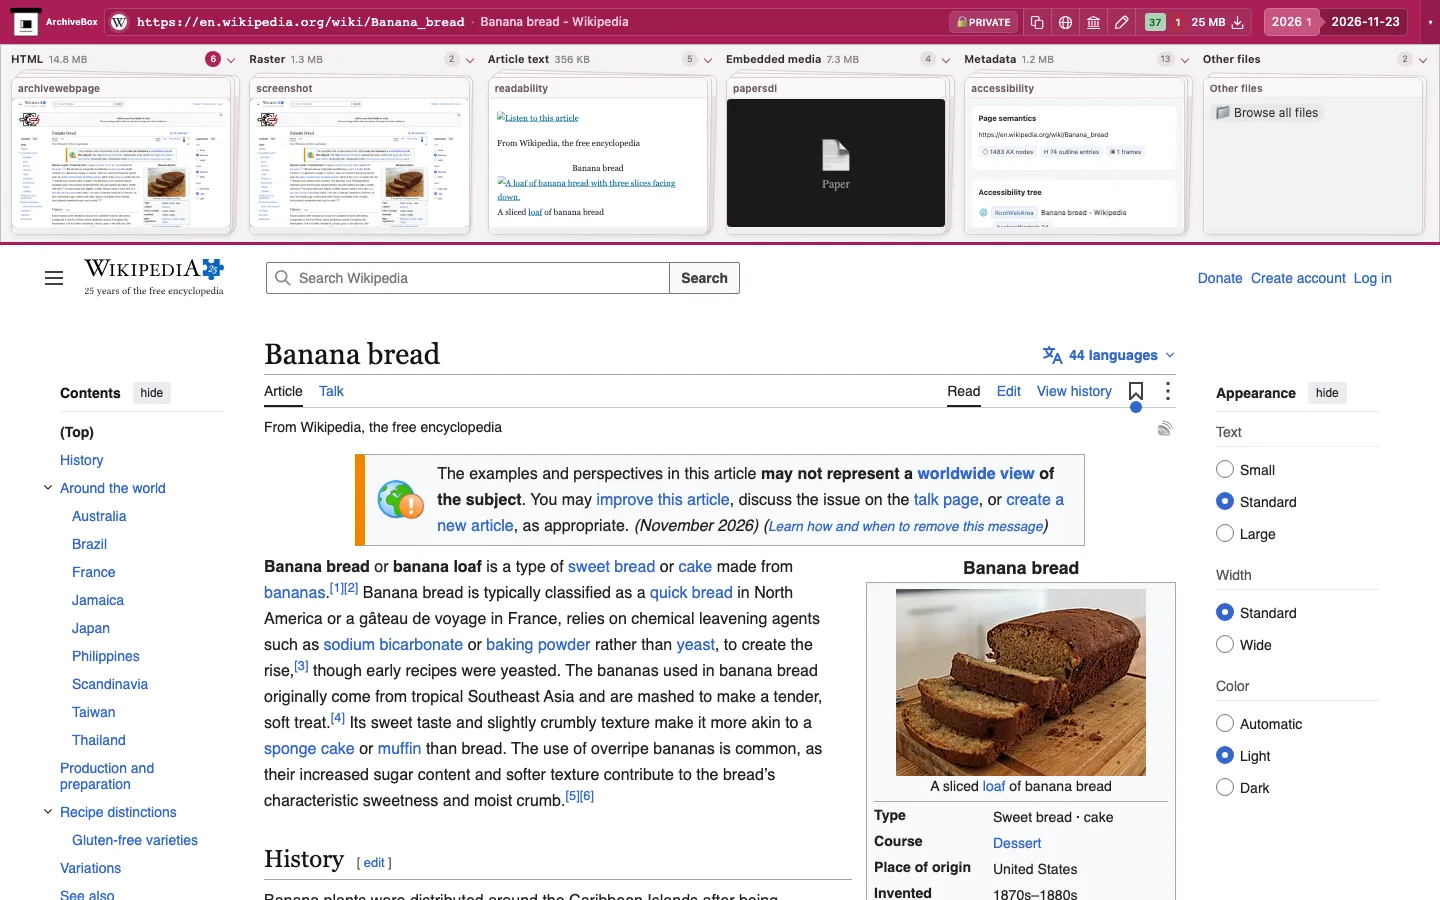 ArchiveBox
https://en.wikipedia.org/wiki/Banana_bread · Banana bread - Wikipedia
PRIVATE
37
1
25 MB
2026 1
2026-11-23
HTML 14.8 MB
6
Raster 1.3 MB
2
Article text 356 KB
5
Embedded media 7.3 MB
4
Metadata 1.2 MB
13
Other files
2
archivewebpage
screenshot
readability
Listen to this article
From Wikipedia, the free encyclopedia
Banana bread
A loaf of banana bread with three slices facing
down.
A sliced loaf of banana bread
papersdl
Paper
accessibility
Page semantics
https://en.wikipedia.org/wiki/Banana_bread
1483 AX nodes
H 74 outline entries
1 frames
Accessibility tree
RootWebArea Banana bread - Wikipedia
Other files
Browse all files
WIKIPEDIA 25
25 years of the free encyclopedia
Search Wikipedia
Search
Donate Create account Log in
Banana bread
44 languages
Article Talk
Read Edit View history
From Wikipedia, the free encyclopedia
Contents hide
(Top)
History
Around the world
Australia
Brazil
France
Jamaica
Japan
Philippines
Scandinavia
Taiwan
Thailand
Production and
preparation
Recipe distinctions
Gluten-free varieties
Variations
See also
The examples and perspectives in this article may not represent a worldwide view of
the subject. You may improve this article, discuss the issue on the talk page, or create a
new article, as appropriate. (November 2026) (Learn how and when to remove this message)
Banana bread or banana loaf is a type of sweet bread or cake made from
bananas.[1][2] Banana bread is typically classified as a quick bread in North
America or a gâteau de voyage in France, relies on chemical leavening agents
such as sodium bicarbonate or baking powder rather than yeast, to create the
rise,[3] though early recipes were yeasted. The bananas used in banana bread
originally come from tropical Southeast Asia and are mashed to make a tender,
soft treat.[4] Its sweet taste and slightly crumbly texture make it more akin to a
sponge cake or muffin than bread. The use of overripe bananas is common, as
their increased sugar content and softer texture contribute to the bread's
characteristic sweetness and moist crumb.[5][6]
History [ edit ]
Banana plants were distributed around the Caribbean Islands after being
Banana bread
A sliced loaf of banana bread
Type Sweet bread · cake
Course Dessert
Place of origin United States
Invented 1870s–1880s
Appearance hide
Text
Small
Standard
Large
Width
Standard
Wide
Color
Automatic
Light
Dark